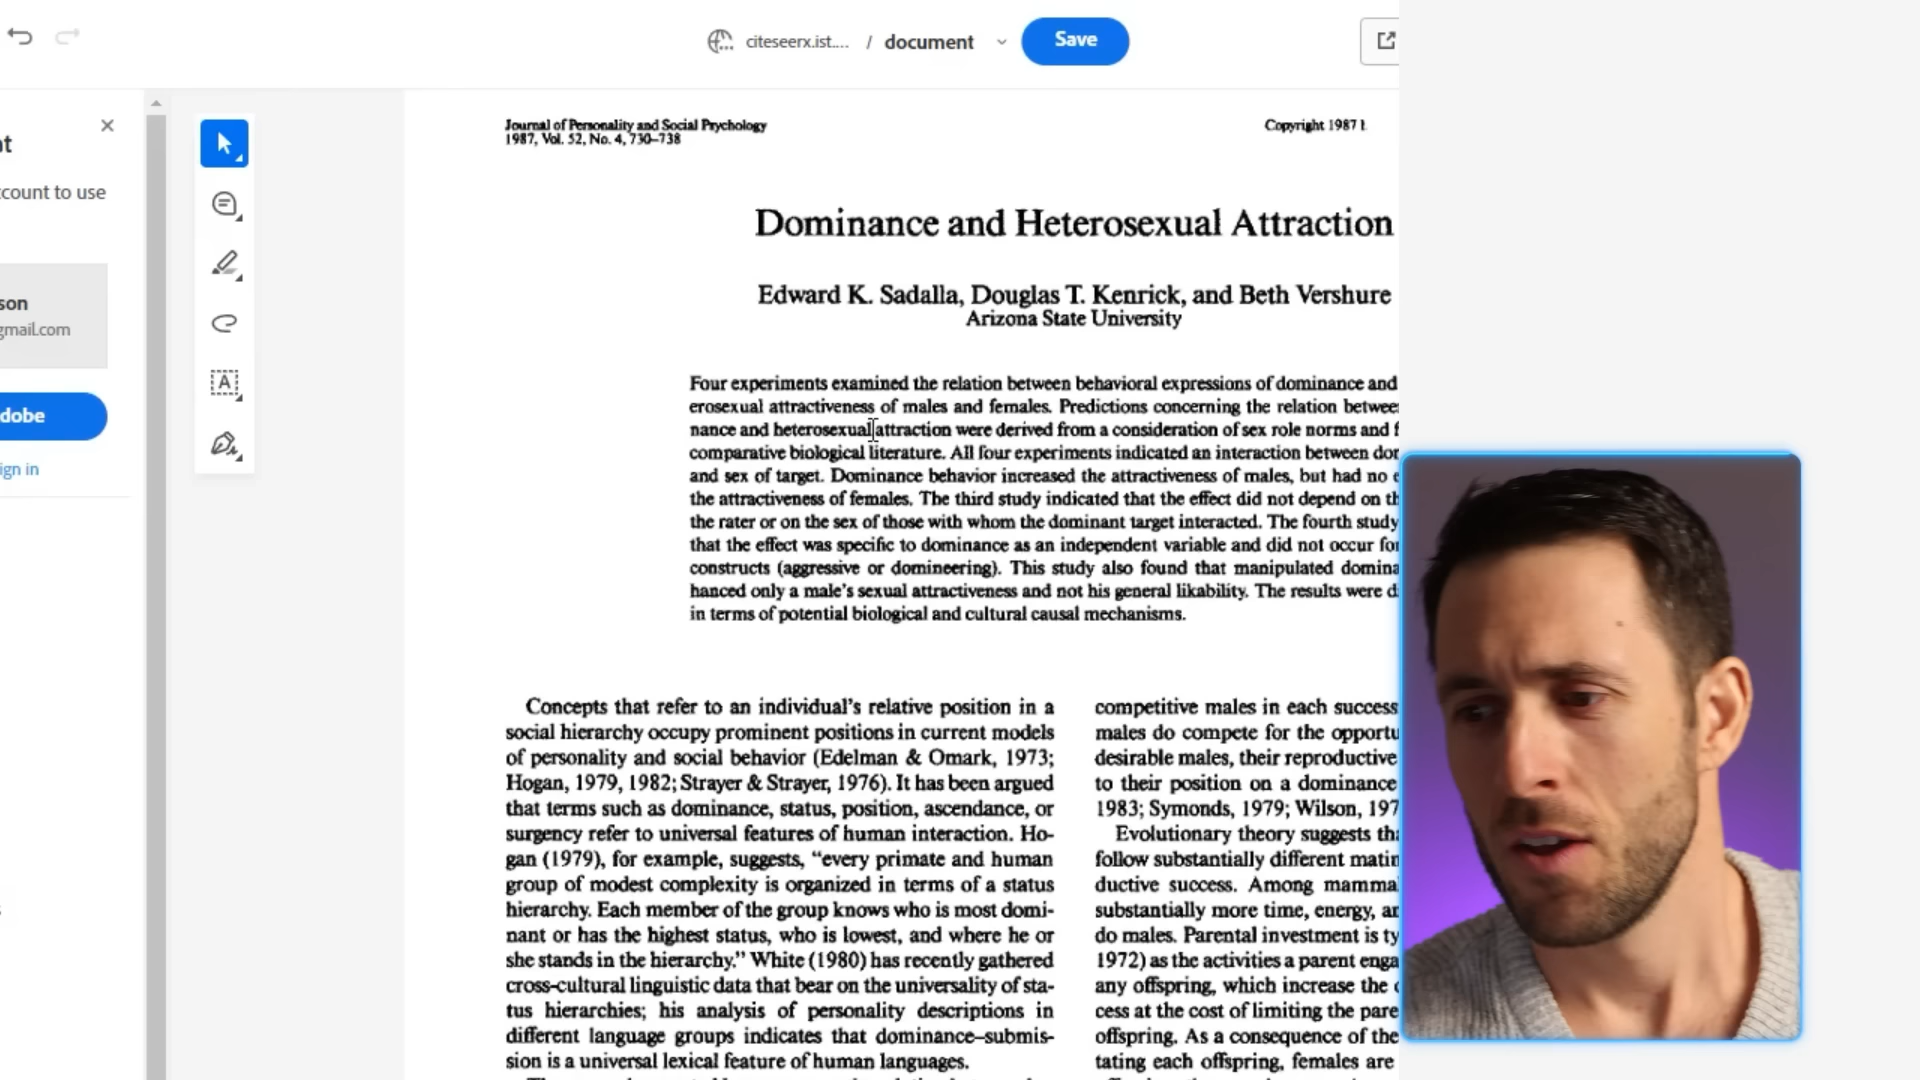 citeseerx.ist.... / document
Save
t
count to use
son
gmail.com
dobe
ign in
Journal of Personality and Social Psychology
1987, Vol. 52, No. 4, 730–738
Copyright 1987
Dominance and Heterosexual Attraction
Edward K. Sadalla, Douglas T. Kenrick, and Beth Vershure
Arizona State University
Four experiments examined the relation between behavioral expressions of dominance and
erosexual attractiveness of males and females. Predictions concerning the relation betwee
nance and heterosexual attraction were derived from a consideration of sex role norms and f
comparative biological literature. All four experiments indicated an interaction between dor
and sex of target. Dominance behavior increased the attractiveness of males, but had no e
the attractiveness of females. The third study indicated that the effect did not depend on th
the rater or on the sex of those with whom the dominant target interacted. The fourth study
that the effect was specific to dominance as an independent variable and did not occur for
constructs (aggressive or domineering). This study also found that manipulated domina
hanced only a male's sexual attractiveness and not his general likability. The results were d
in terms of potential biological and cultural causal mechanisms.
Concepts that refer to an individual's relative position in a
social hierarchy occupy prominent positions in current models
of personality and social behavior (Edelman & Omark, 1973;
Hogan, 1979, 1982; Strayer & Strayer, 1976). It has been argued
that terms such as dominance, status, position, ascendance, or
surgency refer to universal features of human interaction. Ho-
gan (1979), for example, suggests, “every primate and human
group of modest complexity is organized in terms of a status
hierarchy. Each member of the group knows who is most domi-
nant or has the highest status, who is lowest, and where he or
she stands in the hierarchy.” White (1980) has recently gathered
cross-cultural linguistic data that bear on the universality of sta-
tus hierarchies; his analysis of personality descriptions in
different language groups indicates that dominance–submis-
sion is a universal lexical feature of human languages.
competitive males in each success
males do compete for the opportu
desirable males, their reproductive
to their position on a dominance
1983; Symonds, 1979; Wilson, 197
Evolutionary theory suggests tha
follow substantially different matin
ductive success. Among mamma
substantially more time, energy, an
do males. Parental investment is ty
1972) as the activities a parent enga
any offspring, which increase the
cess at the cost of limiting the pare
offspring. As a consequence of the
tating each offspring, females are